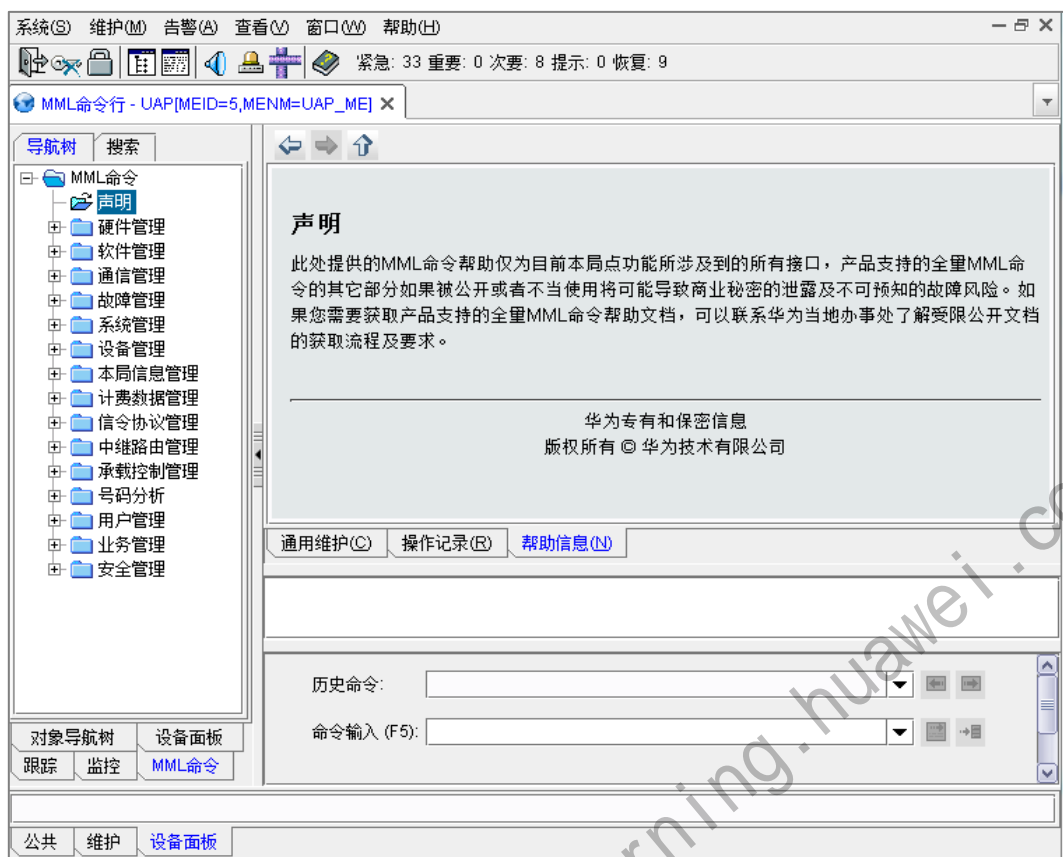 系统(S) 维护(M) 告警(A) 查看(V) 窗口(W) 帮助(H)
紧急: 33 重要: 0 次要: 8 提示: 0 恢复: 9
MML命令行 - UAP[MEID=5,MENM=UAP_ME]
导航树 搜索
MML命令
声明
硬件管理
软件管理
通信管理
故障管理
系统管理
设备管理
本局信息管理
计费数据管理
信令协议管理
中继路由管理
承载控制管理
号码分析
用户管理
业务管理
安全管理
对象导航树 设备面板
跟踪 监控 MML命令
声明
此处提供的MML命令帮助仅为目前本局点功能所涉及到的所有接口，产品支持的全量MML命
令的其它部分如果被公开或者不当使用将可能导致商业秘密的泄露及不可预知的故障风险。如
果您需要获取产品支持的全量MML命令帮助文档，可以联系华为当地办事处了解受限公开文档
的获取流程及要求。
华为专有和保密信息
版权所有 © 华为技术有限公司
通用维护(C) 操作记录(R) 帮助信息(N)
历史命令:
命令输入 (F5):
公共 维护 设备面板
rning.huawei.co